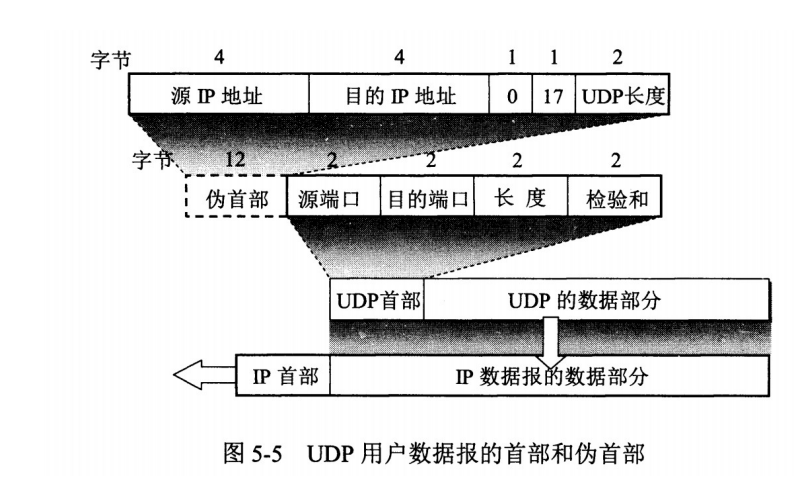 字节 4 4 1 1 2
源 IP 地址 目的 IP 地址 0 17 UDP长度
字节 12 2 2 2 2
伪首部 源端口 目的端口 长 度 检验和
UDP首部 UDP 的数据部分
IP 首部 IP 数据报的数据部分
图 5-5 UDP 用户数据报的首部和伪首部